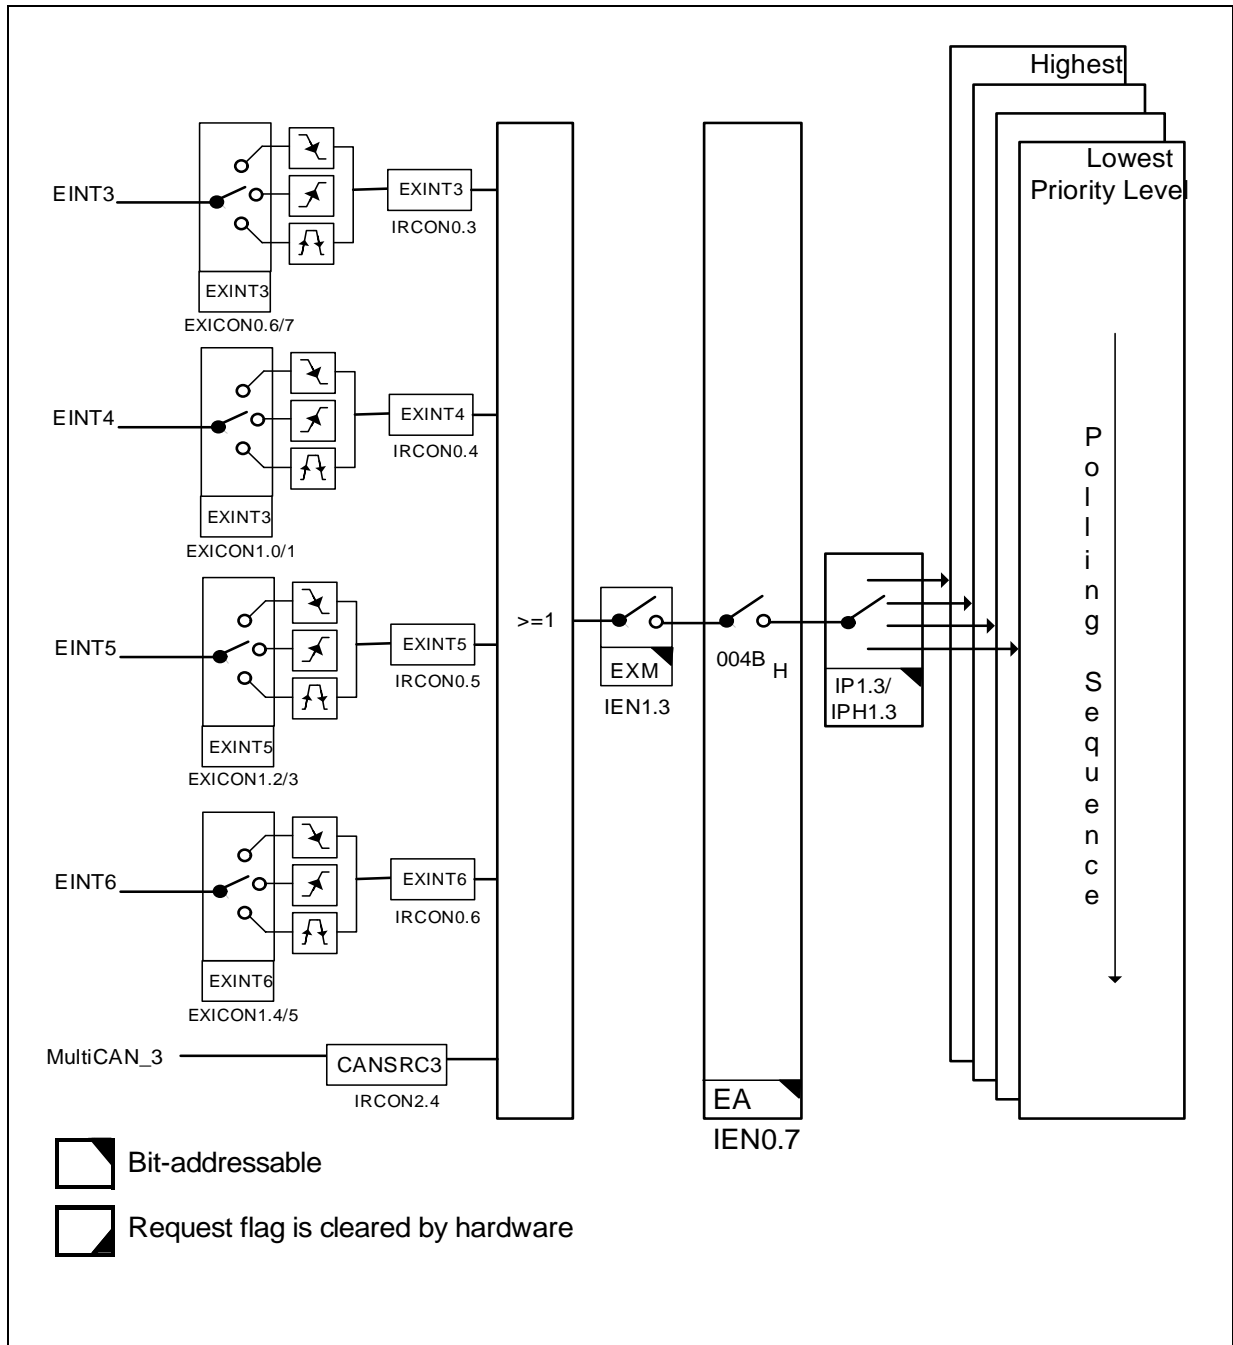 Highest
Lowest
Priority Level
EINT3
EXINT3
IRCON0.3
EXINT3
EXICON0.6/7
EINT4
EXINT4
IRCON0.4
EXINT3
EXICON1.0/1
EINT5
EXINT5
IRCON0.5
EXINT5
EXICON1.2/3
EINT6
EXINT6
IRCON0.6
EXINT6
EXICON1.4/5
MultiCAN_3
CANSRC3
IRCON2.4
>=1
EXM
IEN1.3
004B H
EA
IEN0.7
IP1.3/
IPH1.3
Polling Sequence
Bit-addressable
Request flag is cleared by hardware